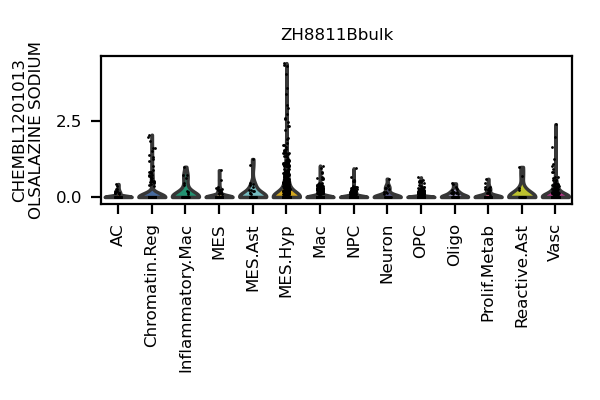 ZH8811Bbulk
CHEMBL1201013
OLSALAZINE SODIUM
2.5
0.0
AC
Chromatin.Reg
Inflammatory.Mac
MES
MES.Ast
MES.Hyp
Mac
NPC
Neuron
OPC
Oligo
Prolif.Metab
Reactive.Ast
Vasc